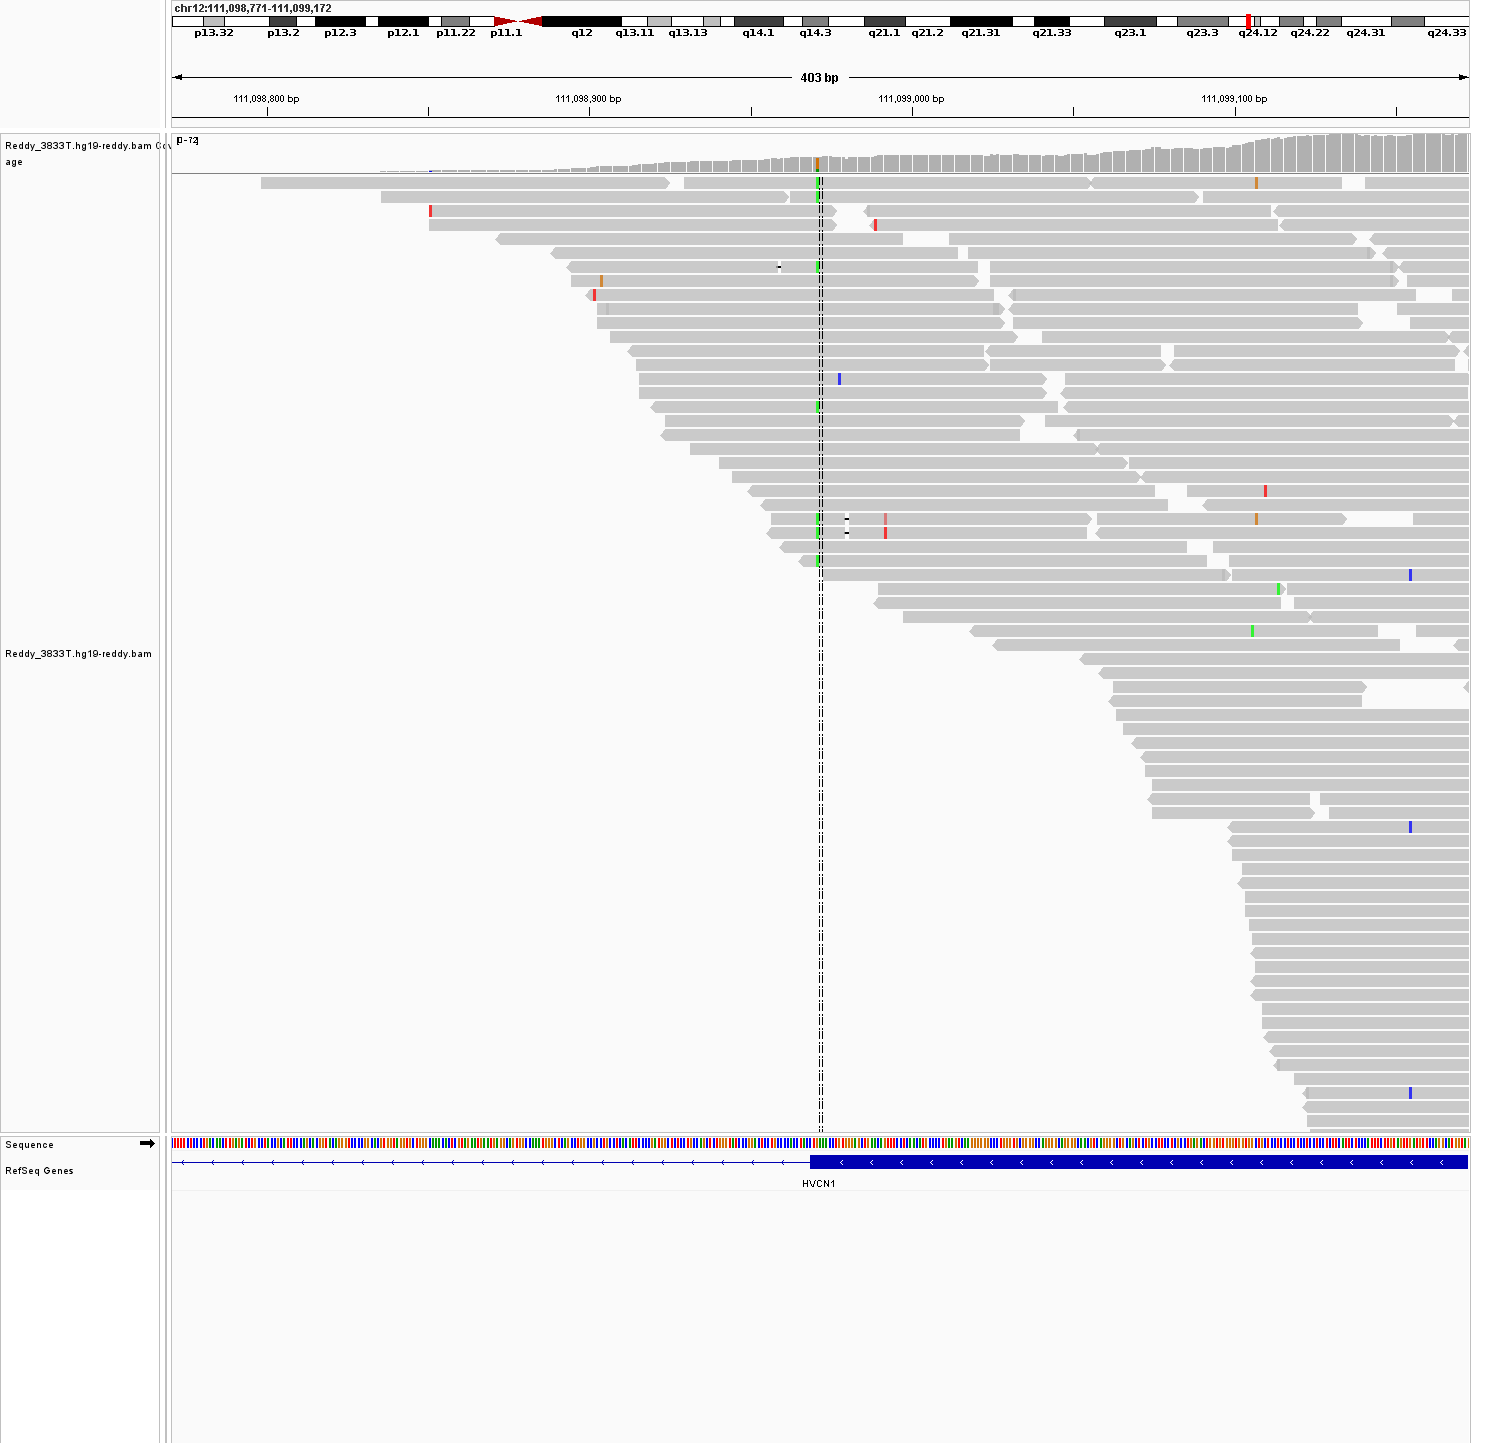 chr12:111,098,771-111,099,172
p13.32 p13.2 p12.3 p12.1 p11.22 p11.1 q12 q13.11 q13.13 q14.1 q14.3 q21.1 q21.2 q21.31 q21.33 q23.1 q23.3 q24.12 q24.22 q24.31 q24.33
403 bp
111,098,800 bp 111,098,900 bp 111,099,000 bp 111,099,100 bp
[0-72]
Reddy_3833T.hg19-reddy.bam Cov
age
Reddy_3833T.hg19-reddy.bam
Sequence
RefSeq Genes
HVCN1